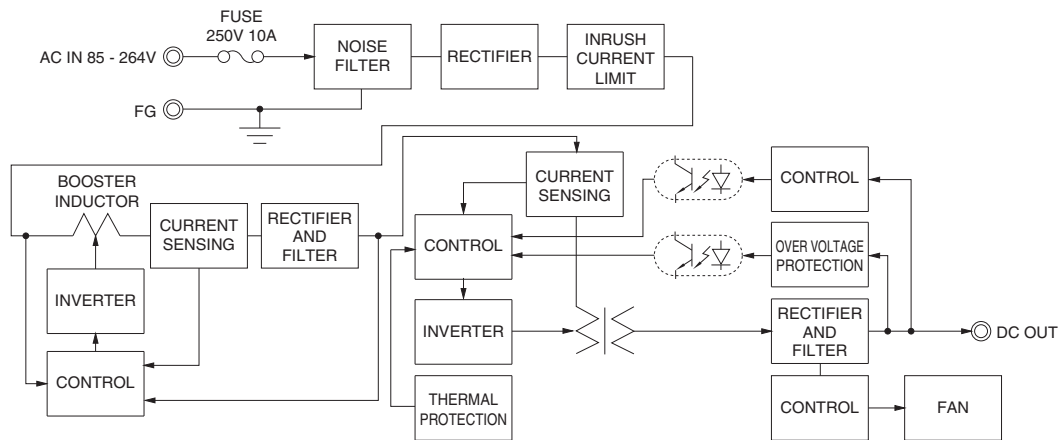 FUSE
250V 10A
AC IN 85 - 264V
NOISE
FILTER
RECTIFIER
INRUSH
CURRENT
LIMIT
FG
BOOSTER
INDUCTOR
CURRENT
SENSING
RECTIFIER
AND
FILTER
INVERTER
CONTROL
CURRENT
SENSING
CONTROL
INVERTER
THERMAL
PROTECTION
CONTROL
OVER VOLTAGE
PROTECTION
RECTIFIER
AND
FILTER
DC OUT
CONTROL
FAN